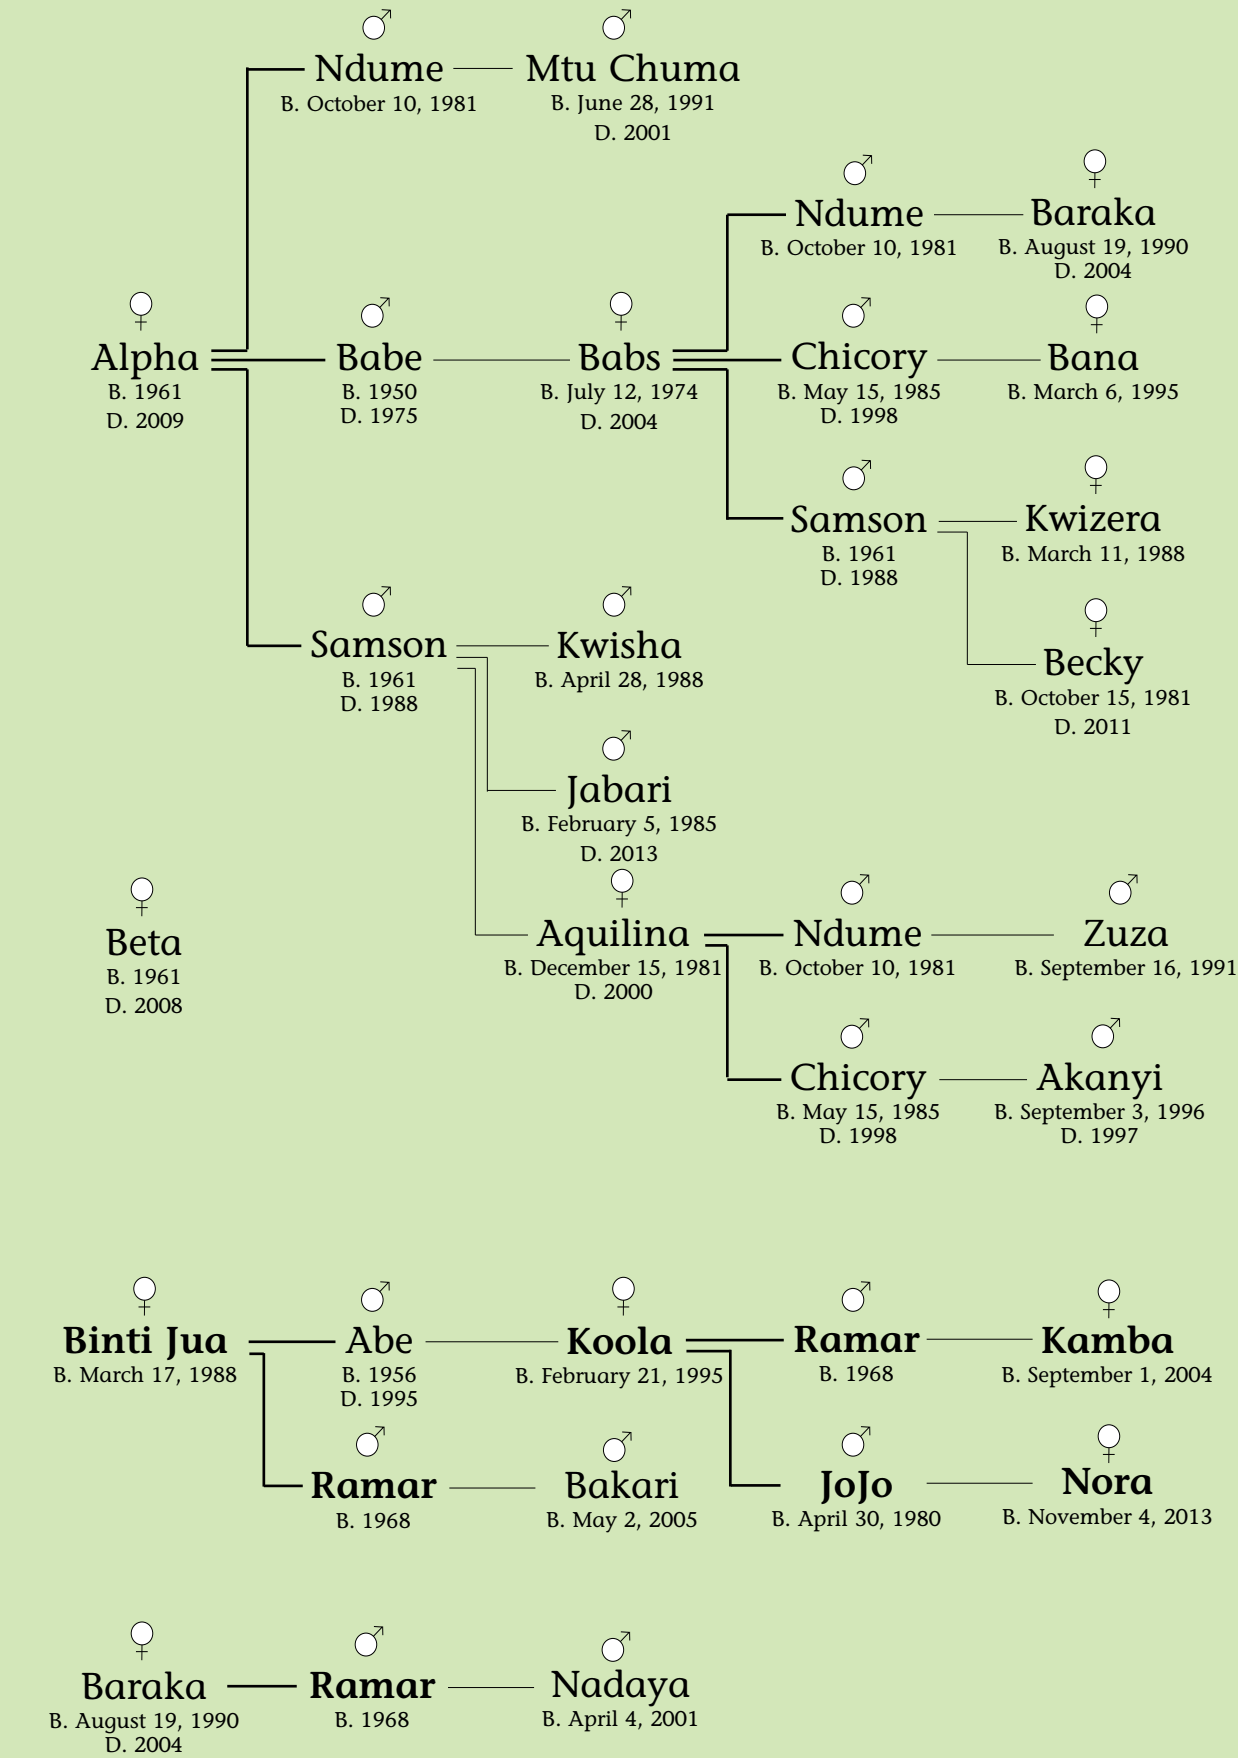 Ndume
B. October 10, 1981
Mtu Chuma
B. June 28, 1991
D. 2001
Ndume
B. October 10, 1981
Baraka
B. August 19, 1990
D. 2004
Alpha
B. 1961
D. 2009
Babe
B. 1950
D. 1975
Babs
B. July 12, 1974
D. 2004
Chicory
B. May 15, 1985
D. 1998
Bana
B. March 6, 1995
Samson
B. 1961
D. 1988
Kwizera
B. March 11, 1988
Becky
B. October 15, 1981
D. 2011
Samson
B. 1961
D. 1988
Kwisha
B. April 28, 1988
Jabari
B. February 5, 1985
D. 2013
Beta
B. 1961
D. 2008
Aquilina
B. December 15, 1981
D. 2000
Ndume
B. October 10, 1981
Zuza
B. September 16, 1991
Chicory
B. May 15, 1985
D. 1998
Akanyi
B. September 3, 1996
D. 1997
Binti Jua
B. March 17, 1988
Abe
B. 1956
D. 1995
Koola
B. February 21, 1995
Ramar
B. 1968
Kamba
B. September 1, 2004
Ramar
B. 1968
Bakari
B. May 2, 2005
JoJo
B. April 30, 1980
Nora
B. November 4, 2013
Baraka
B. August 19, 1990
D. 2004
Ramar
B. 1968
Nadaya
B. April 4, 2001